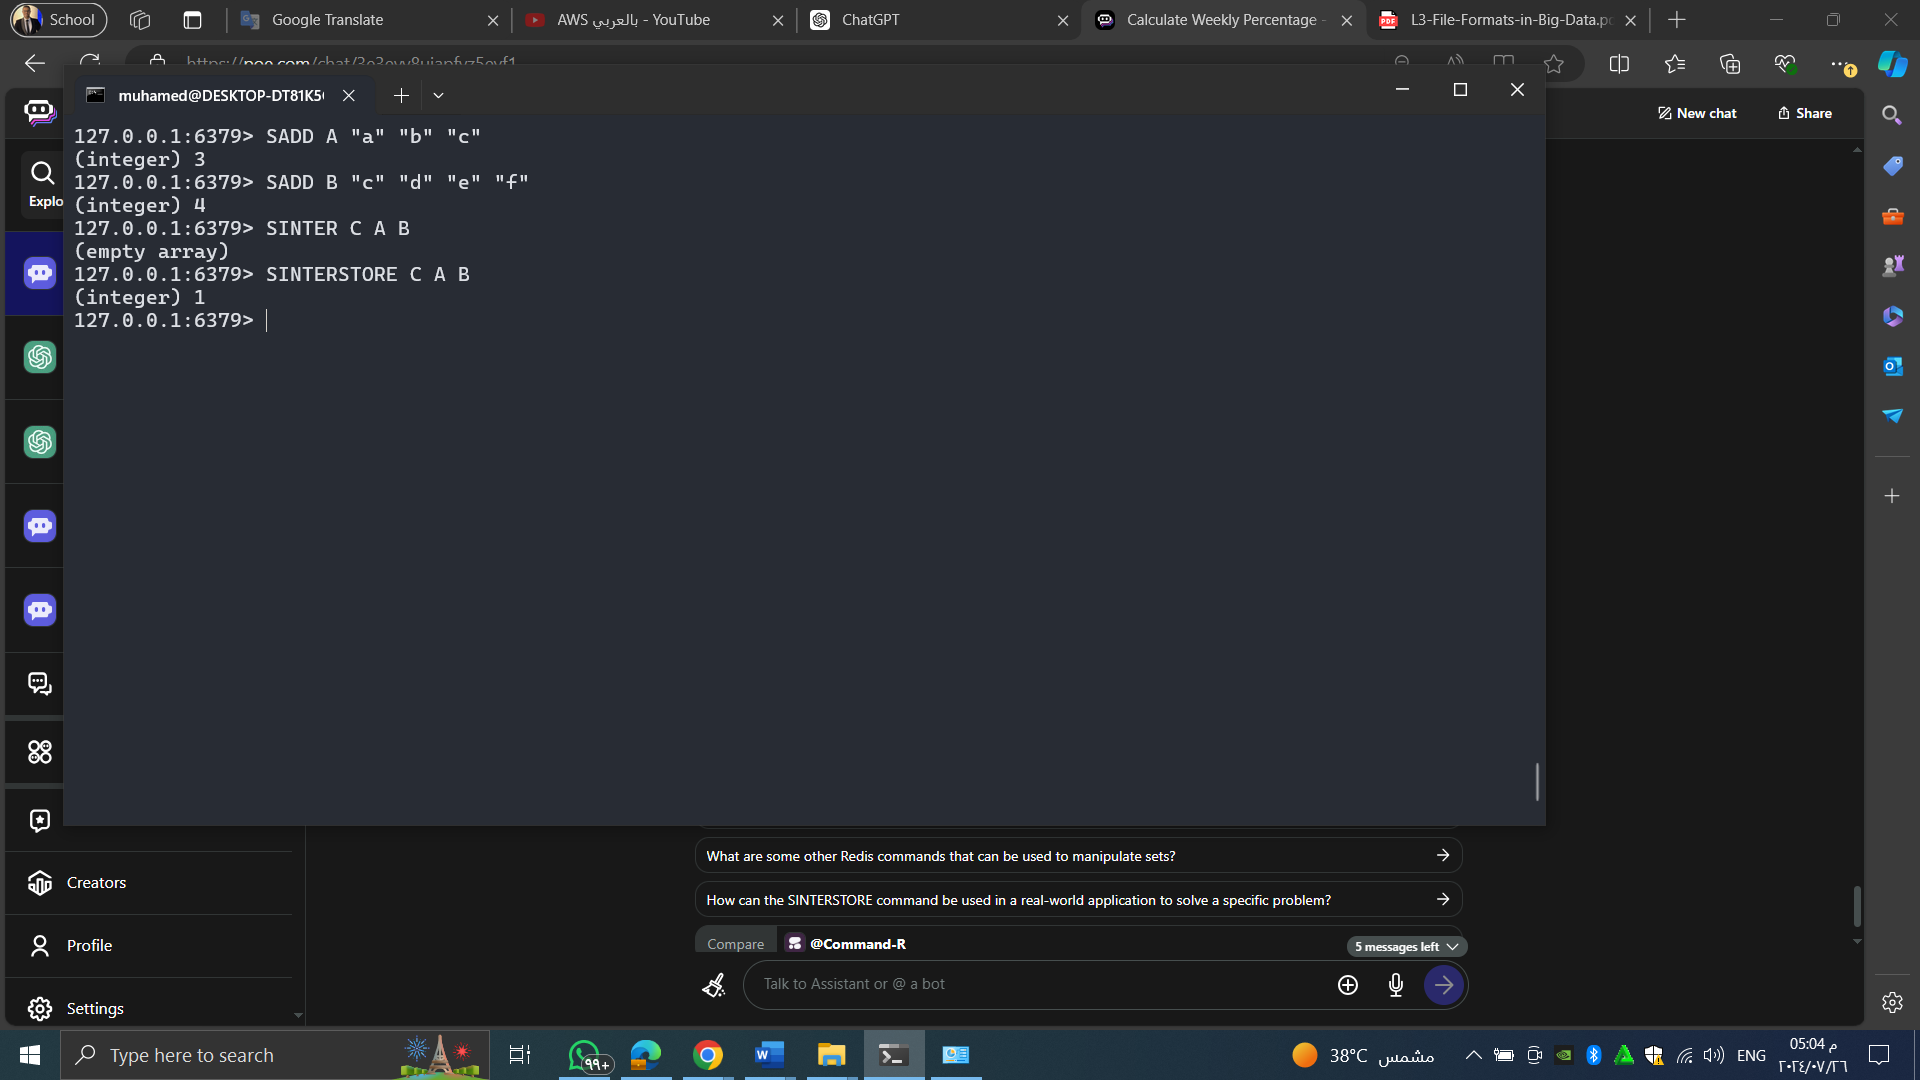 School
Google Translate
AWS بالعربي - YouTube
ChatGPT
Calculate Weekly Percentage -
L3-File-Formats-in-Big-Data.p
muhamed@DESKTOP-DT81K5
New chat
Share
Explo
127.0.0.1:6379> SADD A "a" "b" "c"
(integer) 3
127.0.0.1:6379> SADD B "c" "d" "e" "f"
(integer) 4
127.0.0.1:6379> SINTER C A B
(empty array)
127.0.0.1:6379> SINTERSTORE C A B
(integer) 1
127.0.0.1:6379>
What are some other Redis commands that can be used to manipulate sets?
How can the SINTERSTORE command be used in a real-world application to solve a specific problem?
Compare @Command-R
5 messages left
Talk to Assistant or @ a bot
Creators
Profile
Settings
Type here to search
٩٩+
38°C مشمس
ENG
05:04 م
٢٠٢٤/٠٧/٢٦